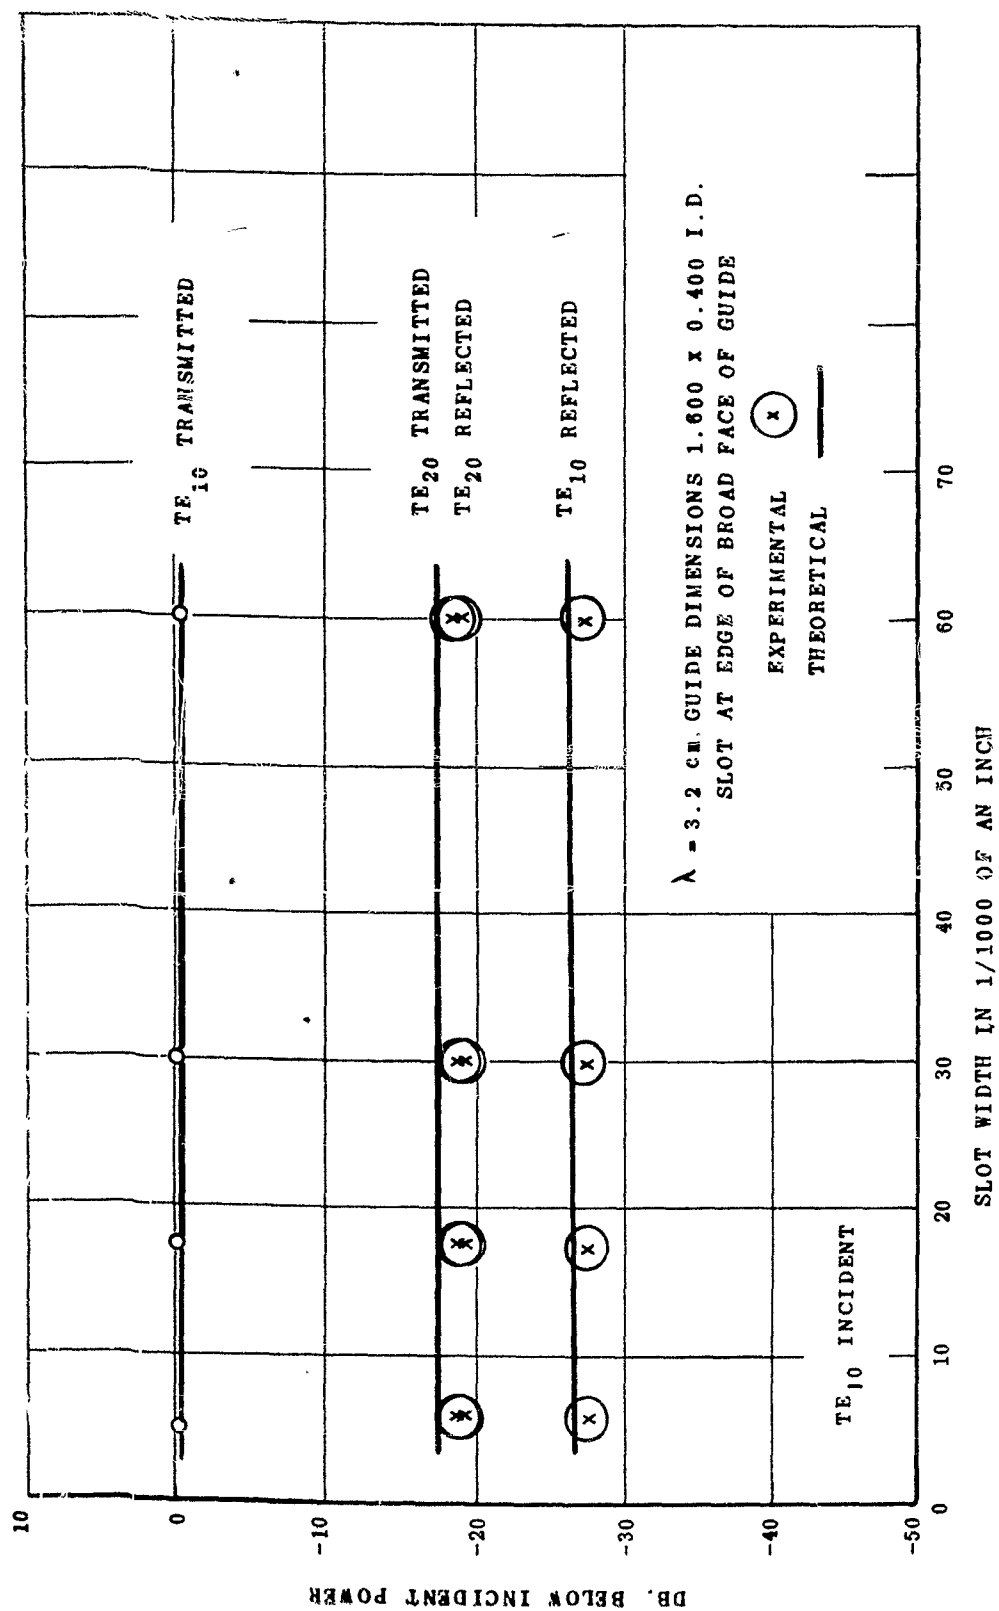 DB. BELOW INCIDENT POWER
10
0
-10
-20
-30
-40
-50
TE10 TRANSMITTED
TE20 TRANSMITTED
TE20 REFLECTED
TE10 REFLECTED
λ = 3.2 cm. GUIDE DIMENSIONS 1.600 x 0.400 I.D.
SLOT AT EDGE OF BROAD FACE OF GUIDE
EXPERIMENTAL x
THEORETICAL
TE10 INCIDENT
0 10 20 30 40 50 60 70
SLOT WIDTH IN 1/1000 OF AN INCH